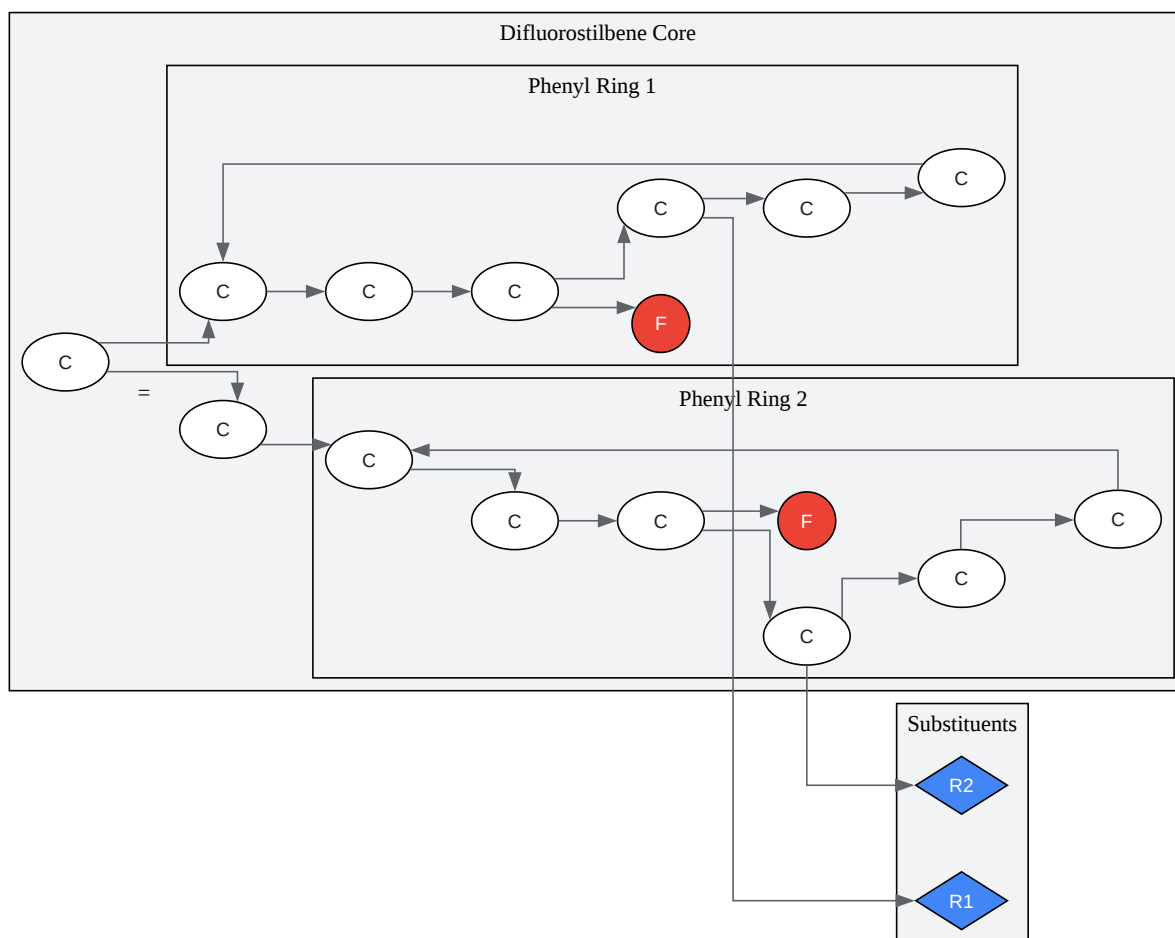 Difluorostilbene Core
Phenyl Ring 1
C
C
C
C
C
C
F
C
=
C
Phenyl Ring 2
C
C
C
F
C
C
C
Substituents
R2
R1